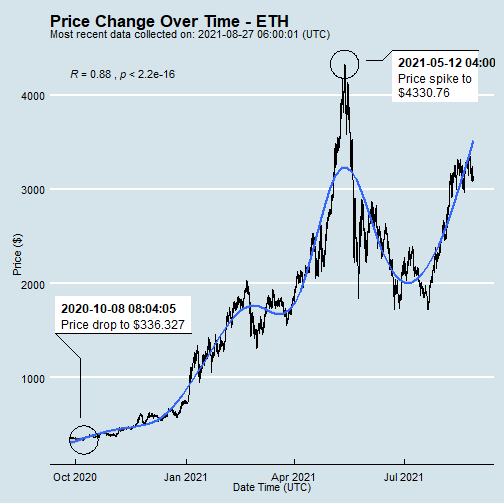 Price Change Over Time - ETH
Most recent data collected on: 2021-08-27 06:00:01 (UTC)
R = 0.88 , p < 2.2e-16
2021-05-12 04:00
Price spike to
$4330.76
4000
3000
2000
1000
Price ($)
2020-10-08 08:04:05
Price drop to $336.327
Oct 2020
Jan 2021
Apr 2021
Jul 2021
Date Time (UTC)